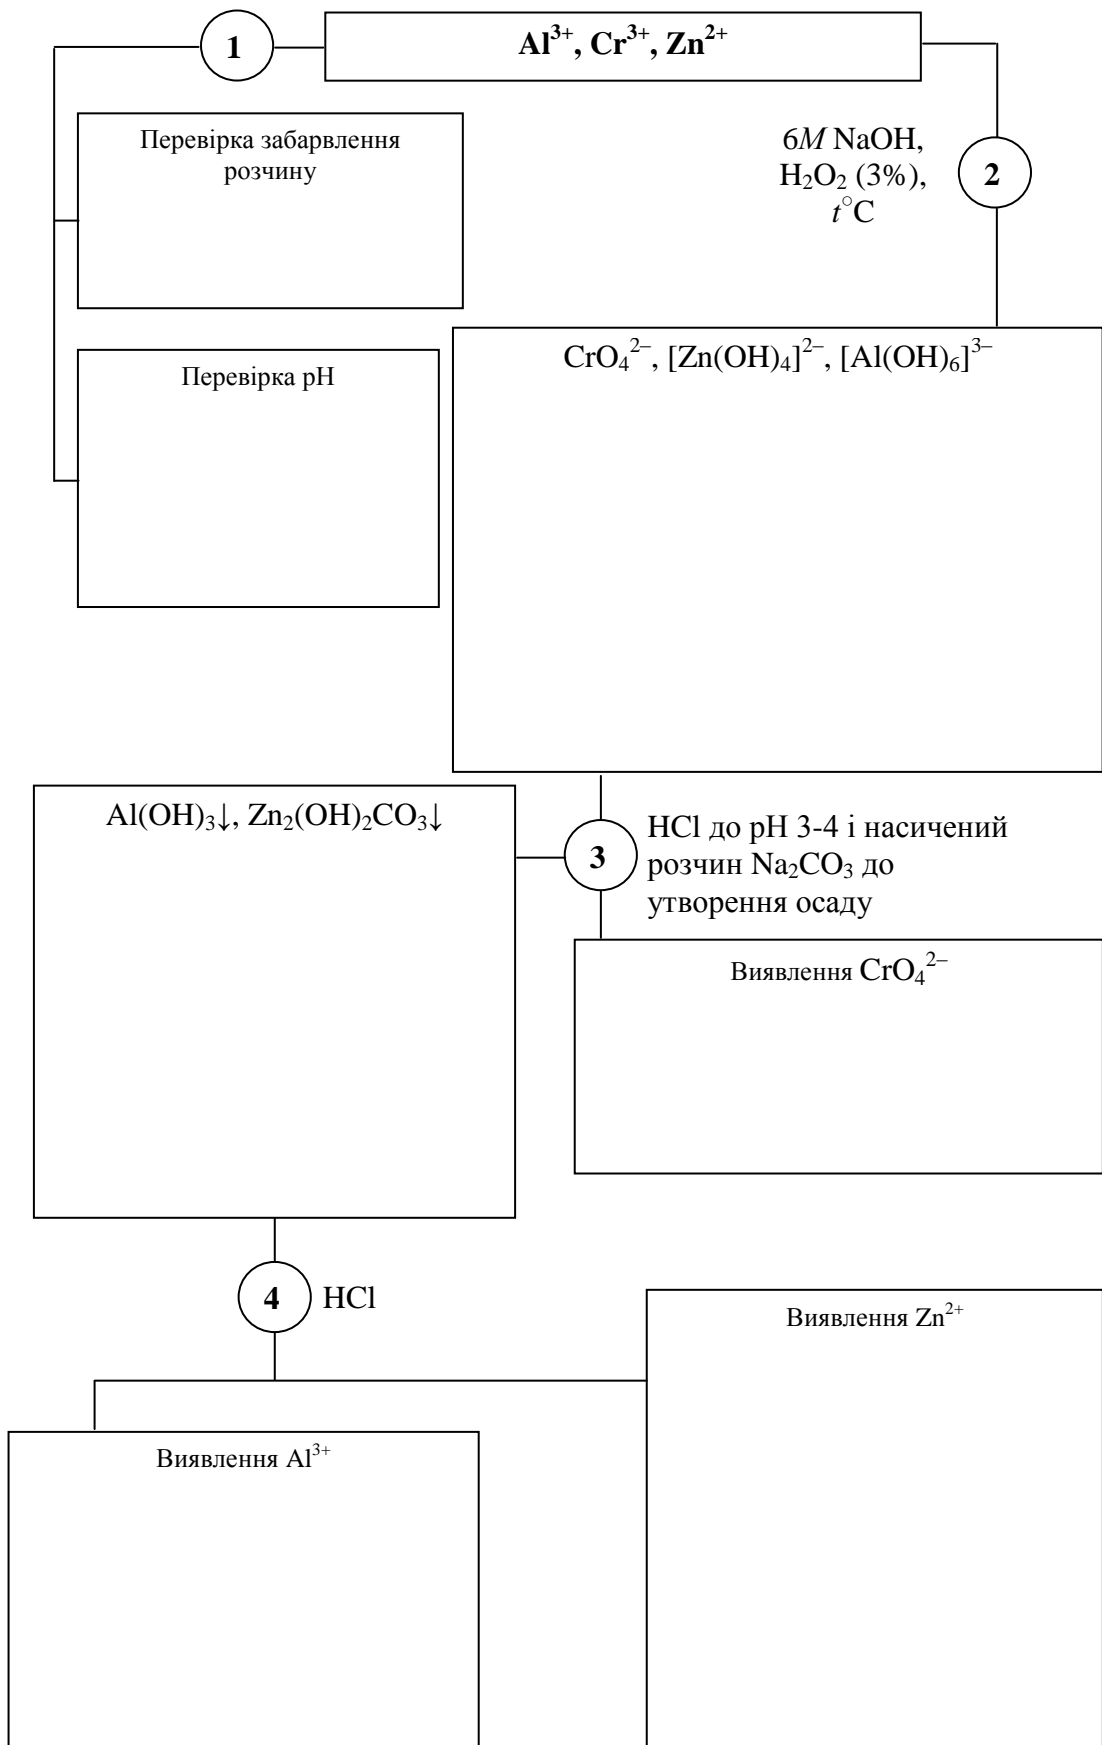 1
Al³⁺, Cr³⁺, Zn²⁺
Перевірка забарвлення
розчину
6M NaOH,
H₂O₂ (3%),
t°C
2
Перевірка pH
CrO₄²⁻, [Zn(OH)₄]²⁻, [Al(OH)₆]³⁻
Al(OH)₃↓, Zn₂(OH)₂CO₃↓
3
HCl до pH 3-4 і насичений
розчин Na₂CO₃ до
утворення осаду
Виявлення CrO₄²⁻
4
HCl
Виявлення Zn²⁺
Виявлення Al³⁺